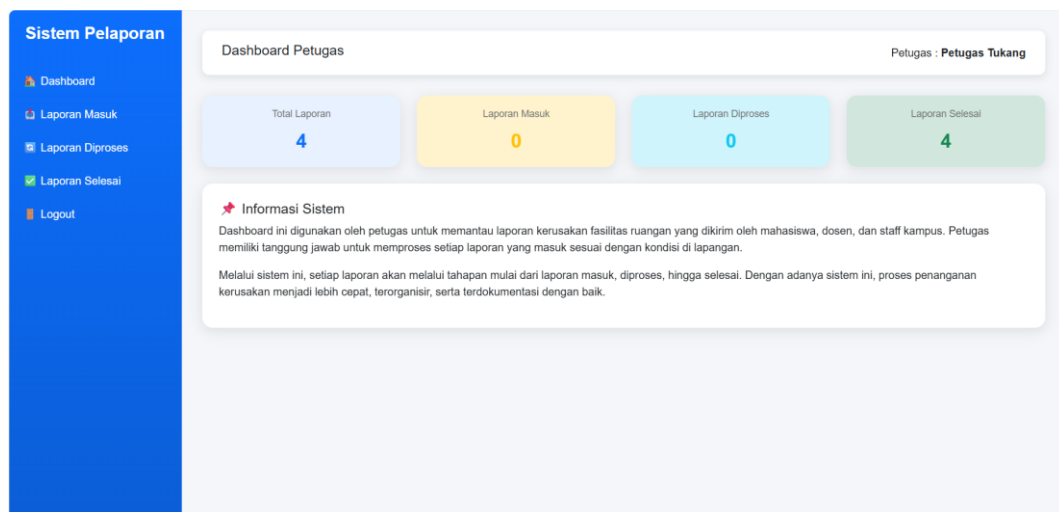 Sistem Pelaporan
Dashboard
Laporan Masuk
Laporan Diproses
Laporan Selesai
Logout
Dashboard Petugas
Petugas : Petugas Tukang
Total Laporan
4
Laporan Masuk
0
Laporan Diproses
0
Laporan Selesai
4
Informasi Sistem
Dashboard ini digunakan oleh petugas untuk memantau laporan kerusakan fasilitas ruangan yang dikirim oleh mahasiswa, dosen, dan staff kampus. Petugas
memiliki tanggung jawab untuk memproses setiap laporan yang masuk sesuai dengan kondisi di lapangan.
Melalui sistem ini, setiap laporan akan melalui tahapan mulai dari laporan masuk, diproses, hingga selesai. Dengan adanya sistem ini, proses penanganan
kerusakan menjadi lebih cepat, terorganisir, serta terdokumentasi dengan baik.